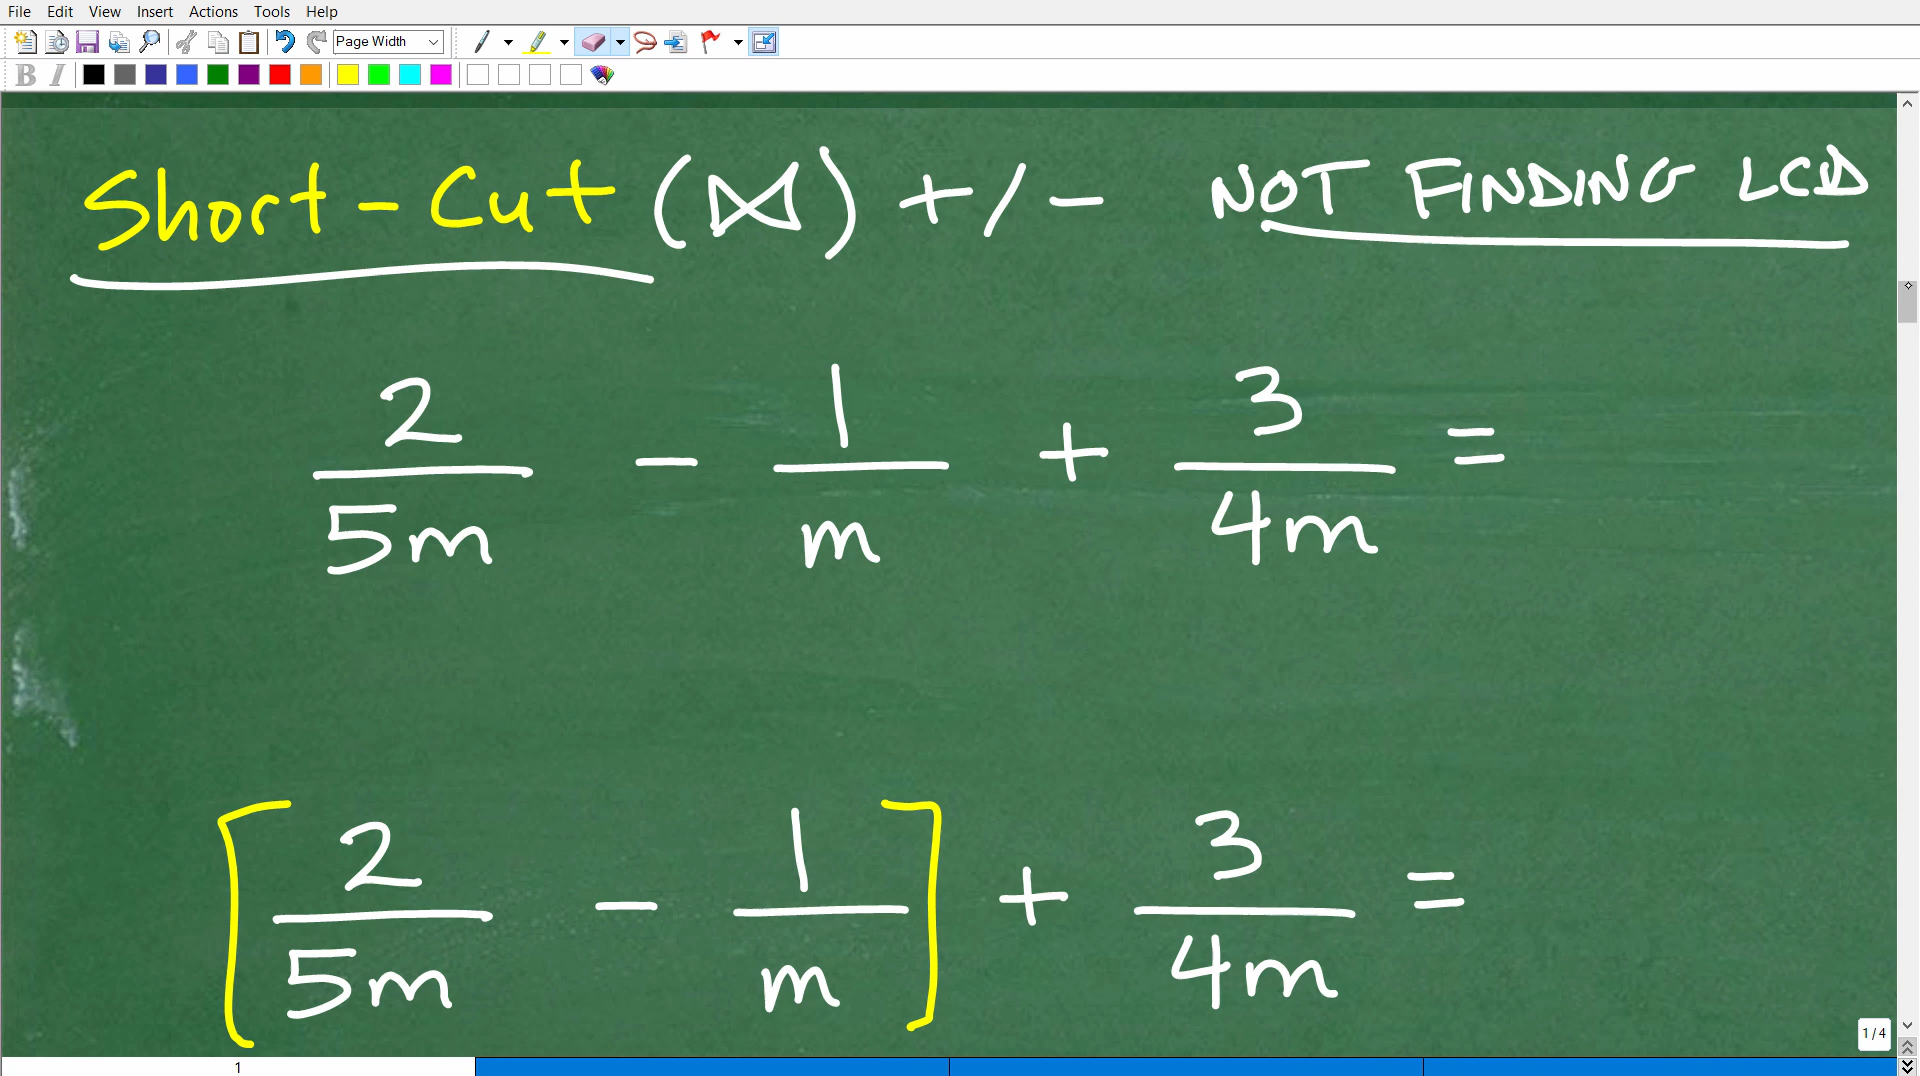 File Edit View Insert Actions Tools Help
Page Width
B I
Short-Cut (⋈) +/- NOT FINDING LCD
2/5m - 1/m + 3/4m =
[2/5m - 1/m] + 3/4m =
1/4
1